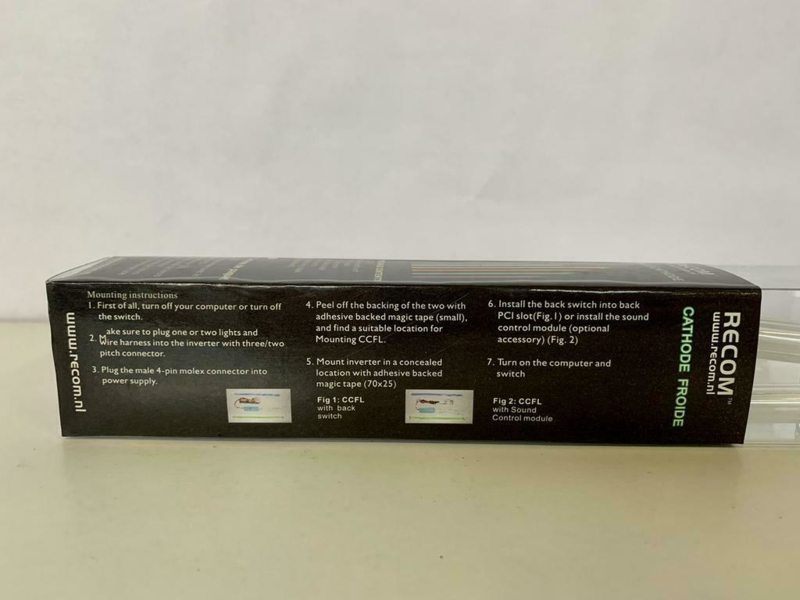 Mounting instructions
1. First of all, turn off your computer or turn off
the switch.
2. ake sure to plug one or two lights and
M
Wire harness into the inverter with three/two
pitch connector.
3. Plug the male 4-pin molex connector into
power supply.
4. Peel off the backing of the two with
adhesive backed magic tape (small),
and find a suitable location for
Mounting CCFL.
5. Mount inverter in a concealed
location with adhesive backed
magic tape (70x25)
Fig 1: CCFL
with back
switch
6. Install the back switch into back
PCI slot(Fig.1) or install the sound
control module (optional
accessory) (Fig. 2)
7. Turn on the computer and
switch
Fig 2: CCFL
with Sound
Control module
www.recom.nl
CATHODE FROIDE
RECOM™
www.recom.nl
RECOM